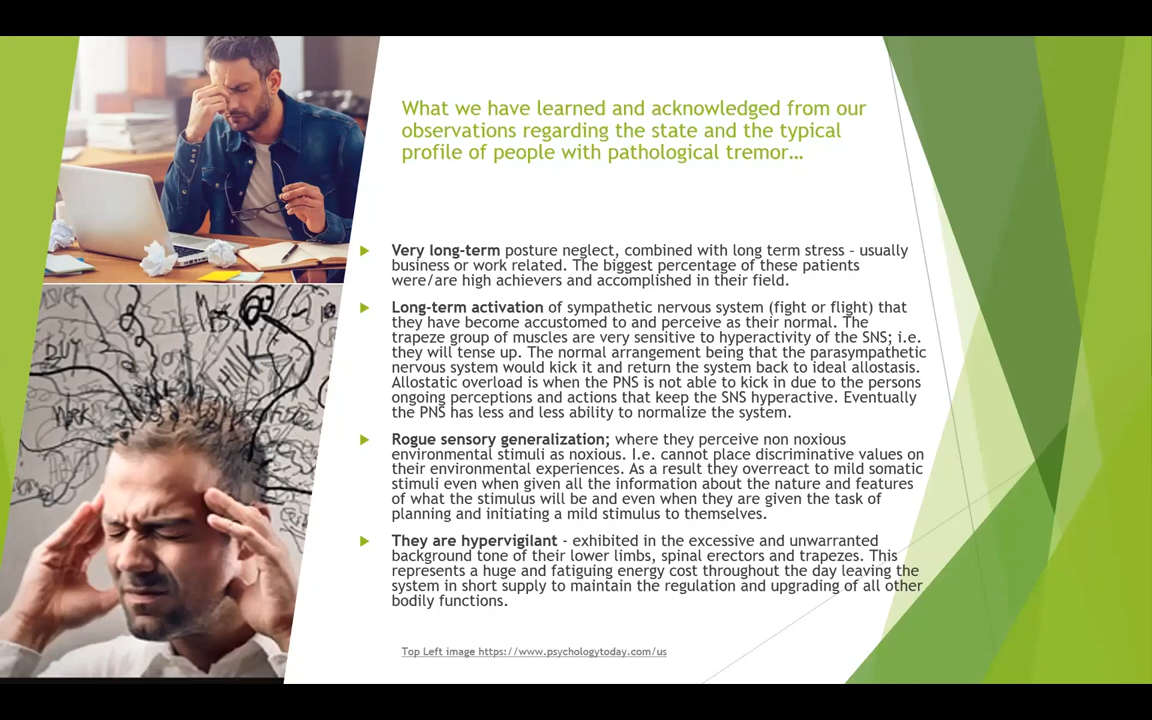 What we have learned and acknowledged from our
observations regarding the state and the typical
profile of people with pathological tremor…
Very long-term posture neglect, combined with long term stress – usually
business or work related. The biggest percentage of these patients
were/are high achievers and accomplished in their field.
Long-term activation of sympathetic nervous system (fight or flight) that
they have become accustomed to and perceive as their normal. The
trapeze group of muscles are very sensitive to hyperactivity of the SNS; i.e.
they will tense up. The normal arrangement being that the parasympathetic
nervous system would kick it and return the system back to ideal allostasis.
Allostatic overload is when the PNS is not able to kick in due to the persons
ongoing perceptions and actions that keep the SNS hyperactive. Eventually
the PNS has less and less ability to normalize the system.
Rogue sensory generalization; where they perceive non noxious
environmental stimuli as noxious. I.e. cannot place discriminative values on
their environmental experiences. As a result they overreact to mild somatic
stimuli even when given all the information about the nature and features
of what the stimulus will be and even when they are given the task of
planning and initiating a mild stimulus to themselves.
They are hypervigilant - exhibited in the excessive and unwarranted
background tone of their lower limbs, spinal erectors and trapezes. This
represents a huge and fatiguing energy cost throughout the day leaving the
system in short supply to maintain the regulation and upgrading of all other
bodily functions.
Top Left image https://www.psychologytoday.com/us